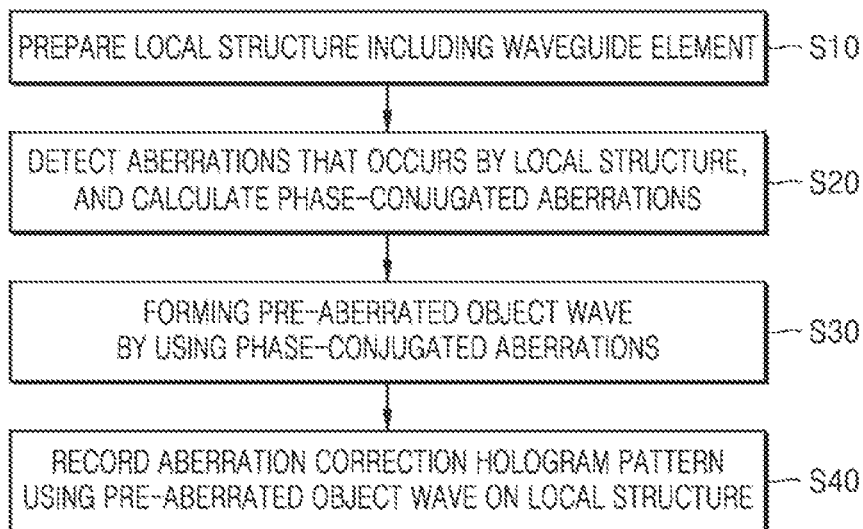 PREPARE LOCAL STRUCTURE INCLUDING WAVEGUIDE ELEMENT
S10
DETECT ABERRATIONS THAT OCCURS BY LOCAL STRUCTURE,
AND CALCULATE PHASE-CONJUGATED ABERRATIONS
S20
FORMING PRE-ABERRATED OBJECT WAVE
BY USING PHASE-CONJUGATED ABERRATIONS
S30
RECORD ABERRATION CORRECTION HOLOGRAM PATTERN
USING PRE-ABERRATED OBJECT WAVE ON LOCAL STRUCTURE
S40